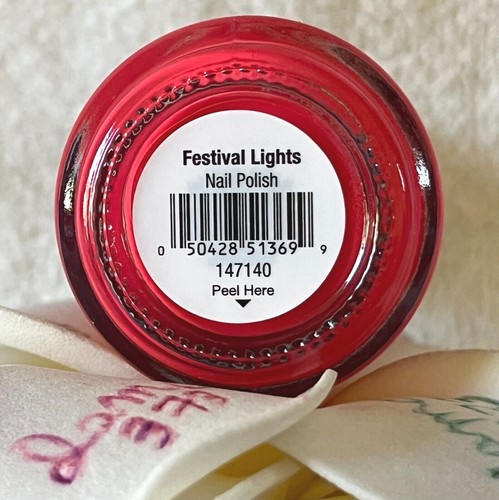 Festival Lights
Nail Polish
0 50428 51369 9
147140
Peel Here